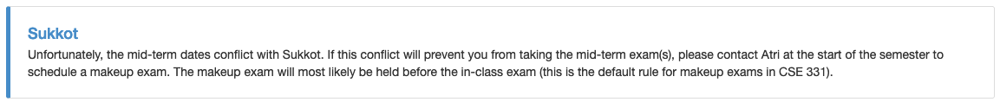 Sukkot
Unfortunately, the mid-term dates conflict with Sukkot. If this conflict will prevent you from taking the mid-term exam(s), please contact Atri at the start of the semester to
schedule a makeup exam. The makeup exam will most likely be held before the in-class exam (this is the default rule for makeup exams in CSE 331).